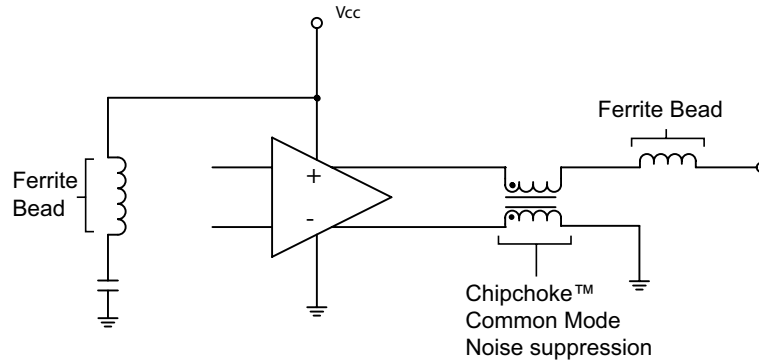 Vcc
Ferrite Bead
Ferrite
Bead
+
-
Chipchoke™
Common Mode
Noise suppression